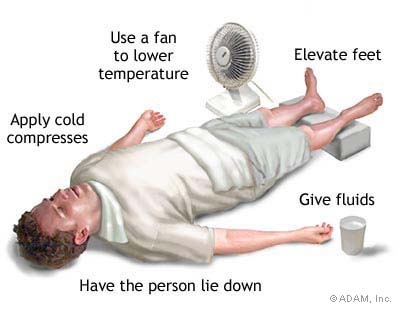 Use a fan
to lower
temperature
Elevate feet
Apply cold
compresses
Give fluids
Have the person lie down
© ADAM, Inc.